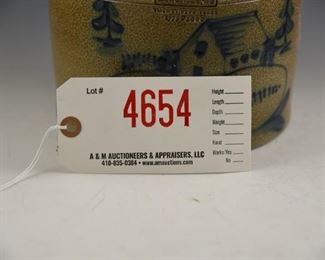 Lot #
4654
Height
Length
Depth
Weight
Size
Karat
Works Yes
No
A & M AUCTIONEERS & APPRAISERS, LLC
410-835-0384 • www.amauctions.com